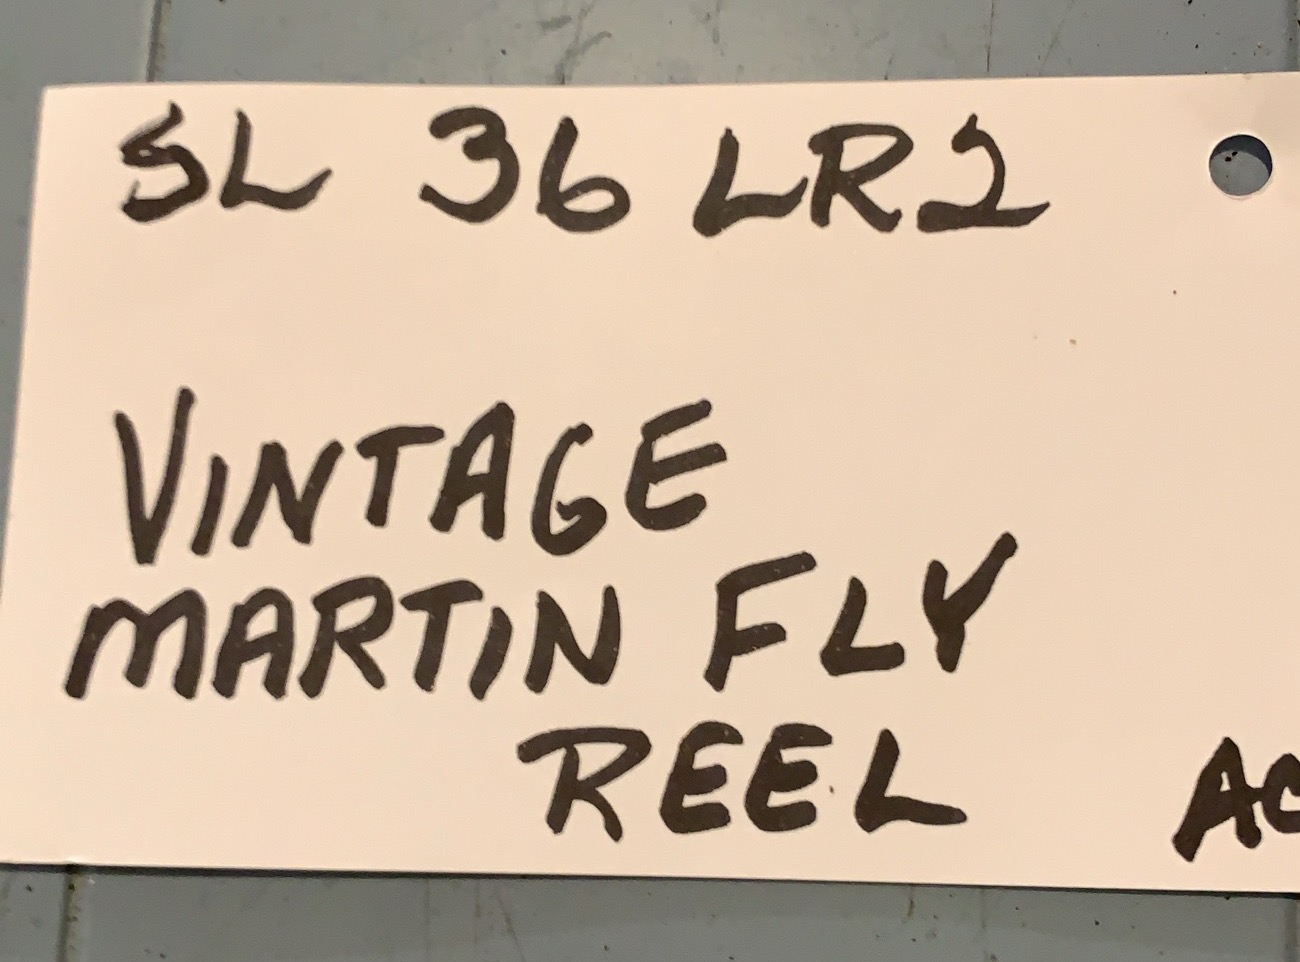 SL 36 LR2
VINTAGE
MARTIN FLY
REEL